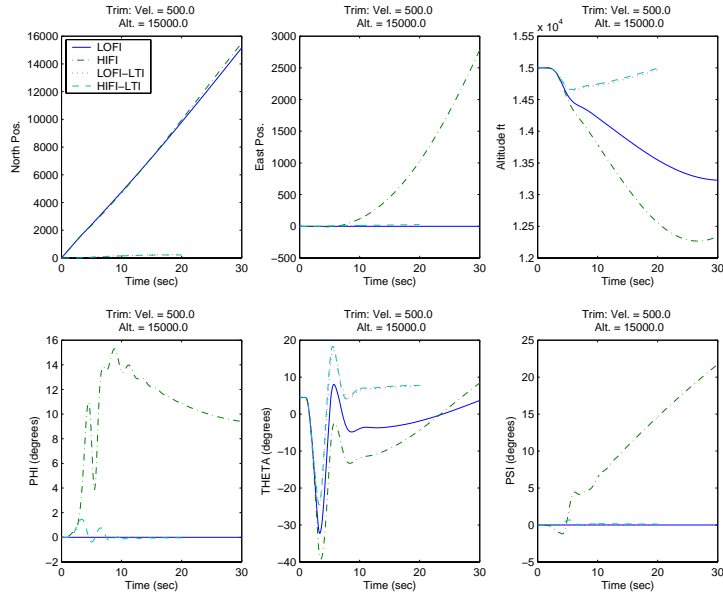 Trim: Vel. = 500.0
Alt. = 15000.0
16000
14000
12000
10000
8000
6000
4000
2000
0
North Pos.
LOFI
HIFI
LOFI−LTI
HIFI−LTI
0 10 20 30
Time (sec)
Trim: Vel. = 500.0
Alt. = 15000.0
3000
2500
2000
1500
1000
500
0
−500
East Pos.
0 10 20 30
Time (sec)
Trim: Vel. = 500.0
Alt. = 15000.0
x 10^4
1.55
1.5
1.45
1.4
1.35
1.3
1.25
1.2
Altitude ft
0 10 20 30
Time (sec)
Trim: Vel. = 500.0
Alt. = 15000.0
16
14
12
10
8
6
4
2
0
−2
PHI (degrees)
0 10 20 30
Time (sec)
Trim: Vel. = 500.0
Alt. = 15000.0
20
10
0
−10
−20
−30
−40
THETA (degrees)
0 10 20 30
Time (sec)
Trim: Vel. = 500.0
Alt. = 15000.0
25
20
15
10
5
0
−5
PSI (degrees)
0 10 20 30
Time (sec)